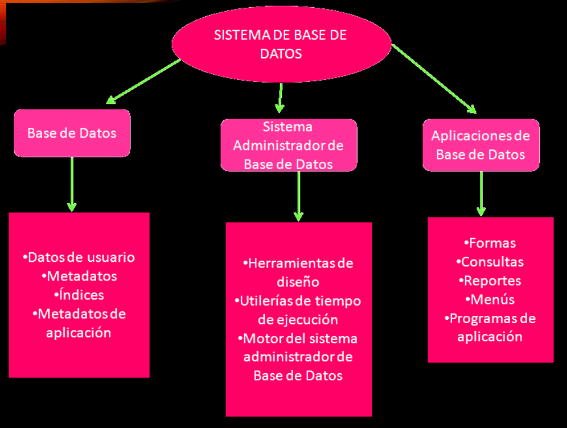 SISTEMA DE BASE DE
DATOS
Base de Datos
Sistema
Administrador de
Base de Datos
Aplicaciones de
Base de Datos
•Datos de usuario
•Metadatos
•Índices
•Metadatos de
aplicación
•Herramientas de
diseño
•Utilerías de tiempo
de ejecución
•Motor del sistema
administrador de
Base de Datos
•Formas
•Consultas
•Reportes
•Menús
•Programas de
aplicación